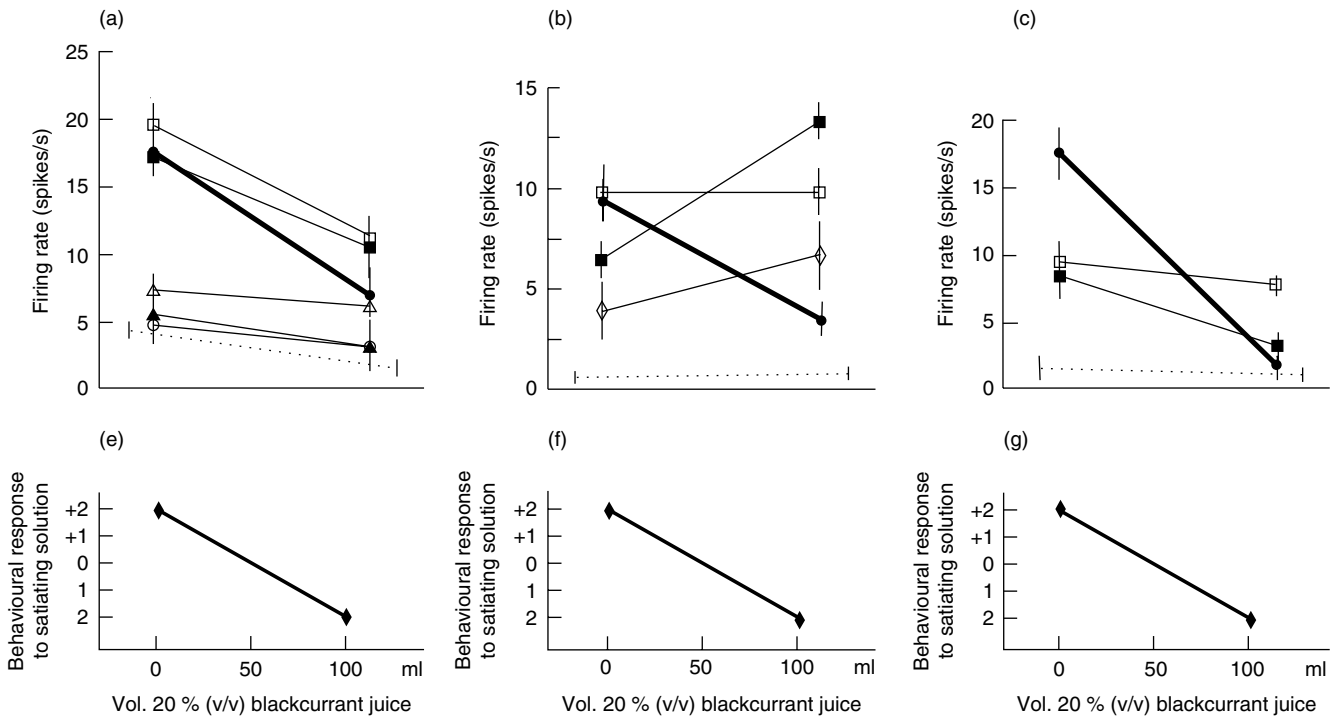 (a)
25
20
15
10
5
0
Firing rate (spikes/s)
(b)
15
10
5
0
Firing rate (spikes/s)
(c)
20
15
10
5
0
Firing rate (spikes/s)
(e)
+2
+1
0
1
2
Behavioural response
to satiating solution
0 50 100 ml
Vol. 20 % (v/v) blackcurrant juice
(f)
+2
+1
0
1
2
Behavioural response
to satiating solution
0 50 100 ml
Vol. 20 % (v/v) blackcurrant juice
(g)
+2
+1
0
1
2
Behavioural response
to satiating solution
0 50 100 ml
Vol. 20 % (v/v) blackcurrant juice